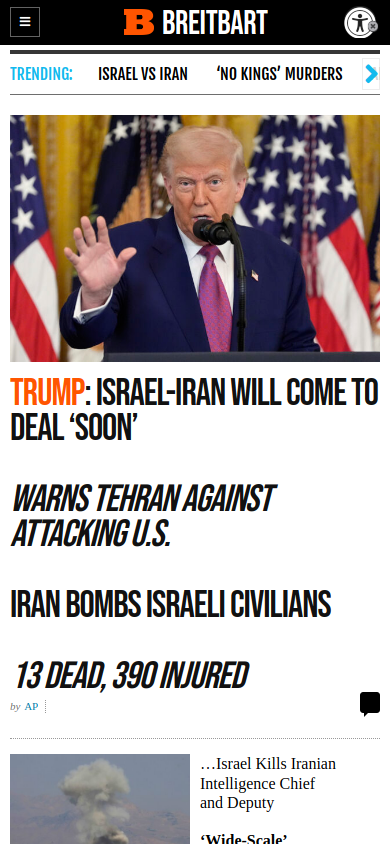 BREITBART
TRENDING:
ISRAEL VS IRAN
‘NO KINGS’ MURDERS
TRUMP: ISRAEL-IRAN WILL COME TO
DEAL ‘SOON’
WARNS TEHRAN AGAINST
ATTACKING U.S.
IRAN BOMBS ISRAELI CIVILIANS
13 DEAD, 390 INJURED
by AP
…Israel Kills Iranian
Intelligence Chief
and Deputy
‘Wide-Scale’